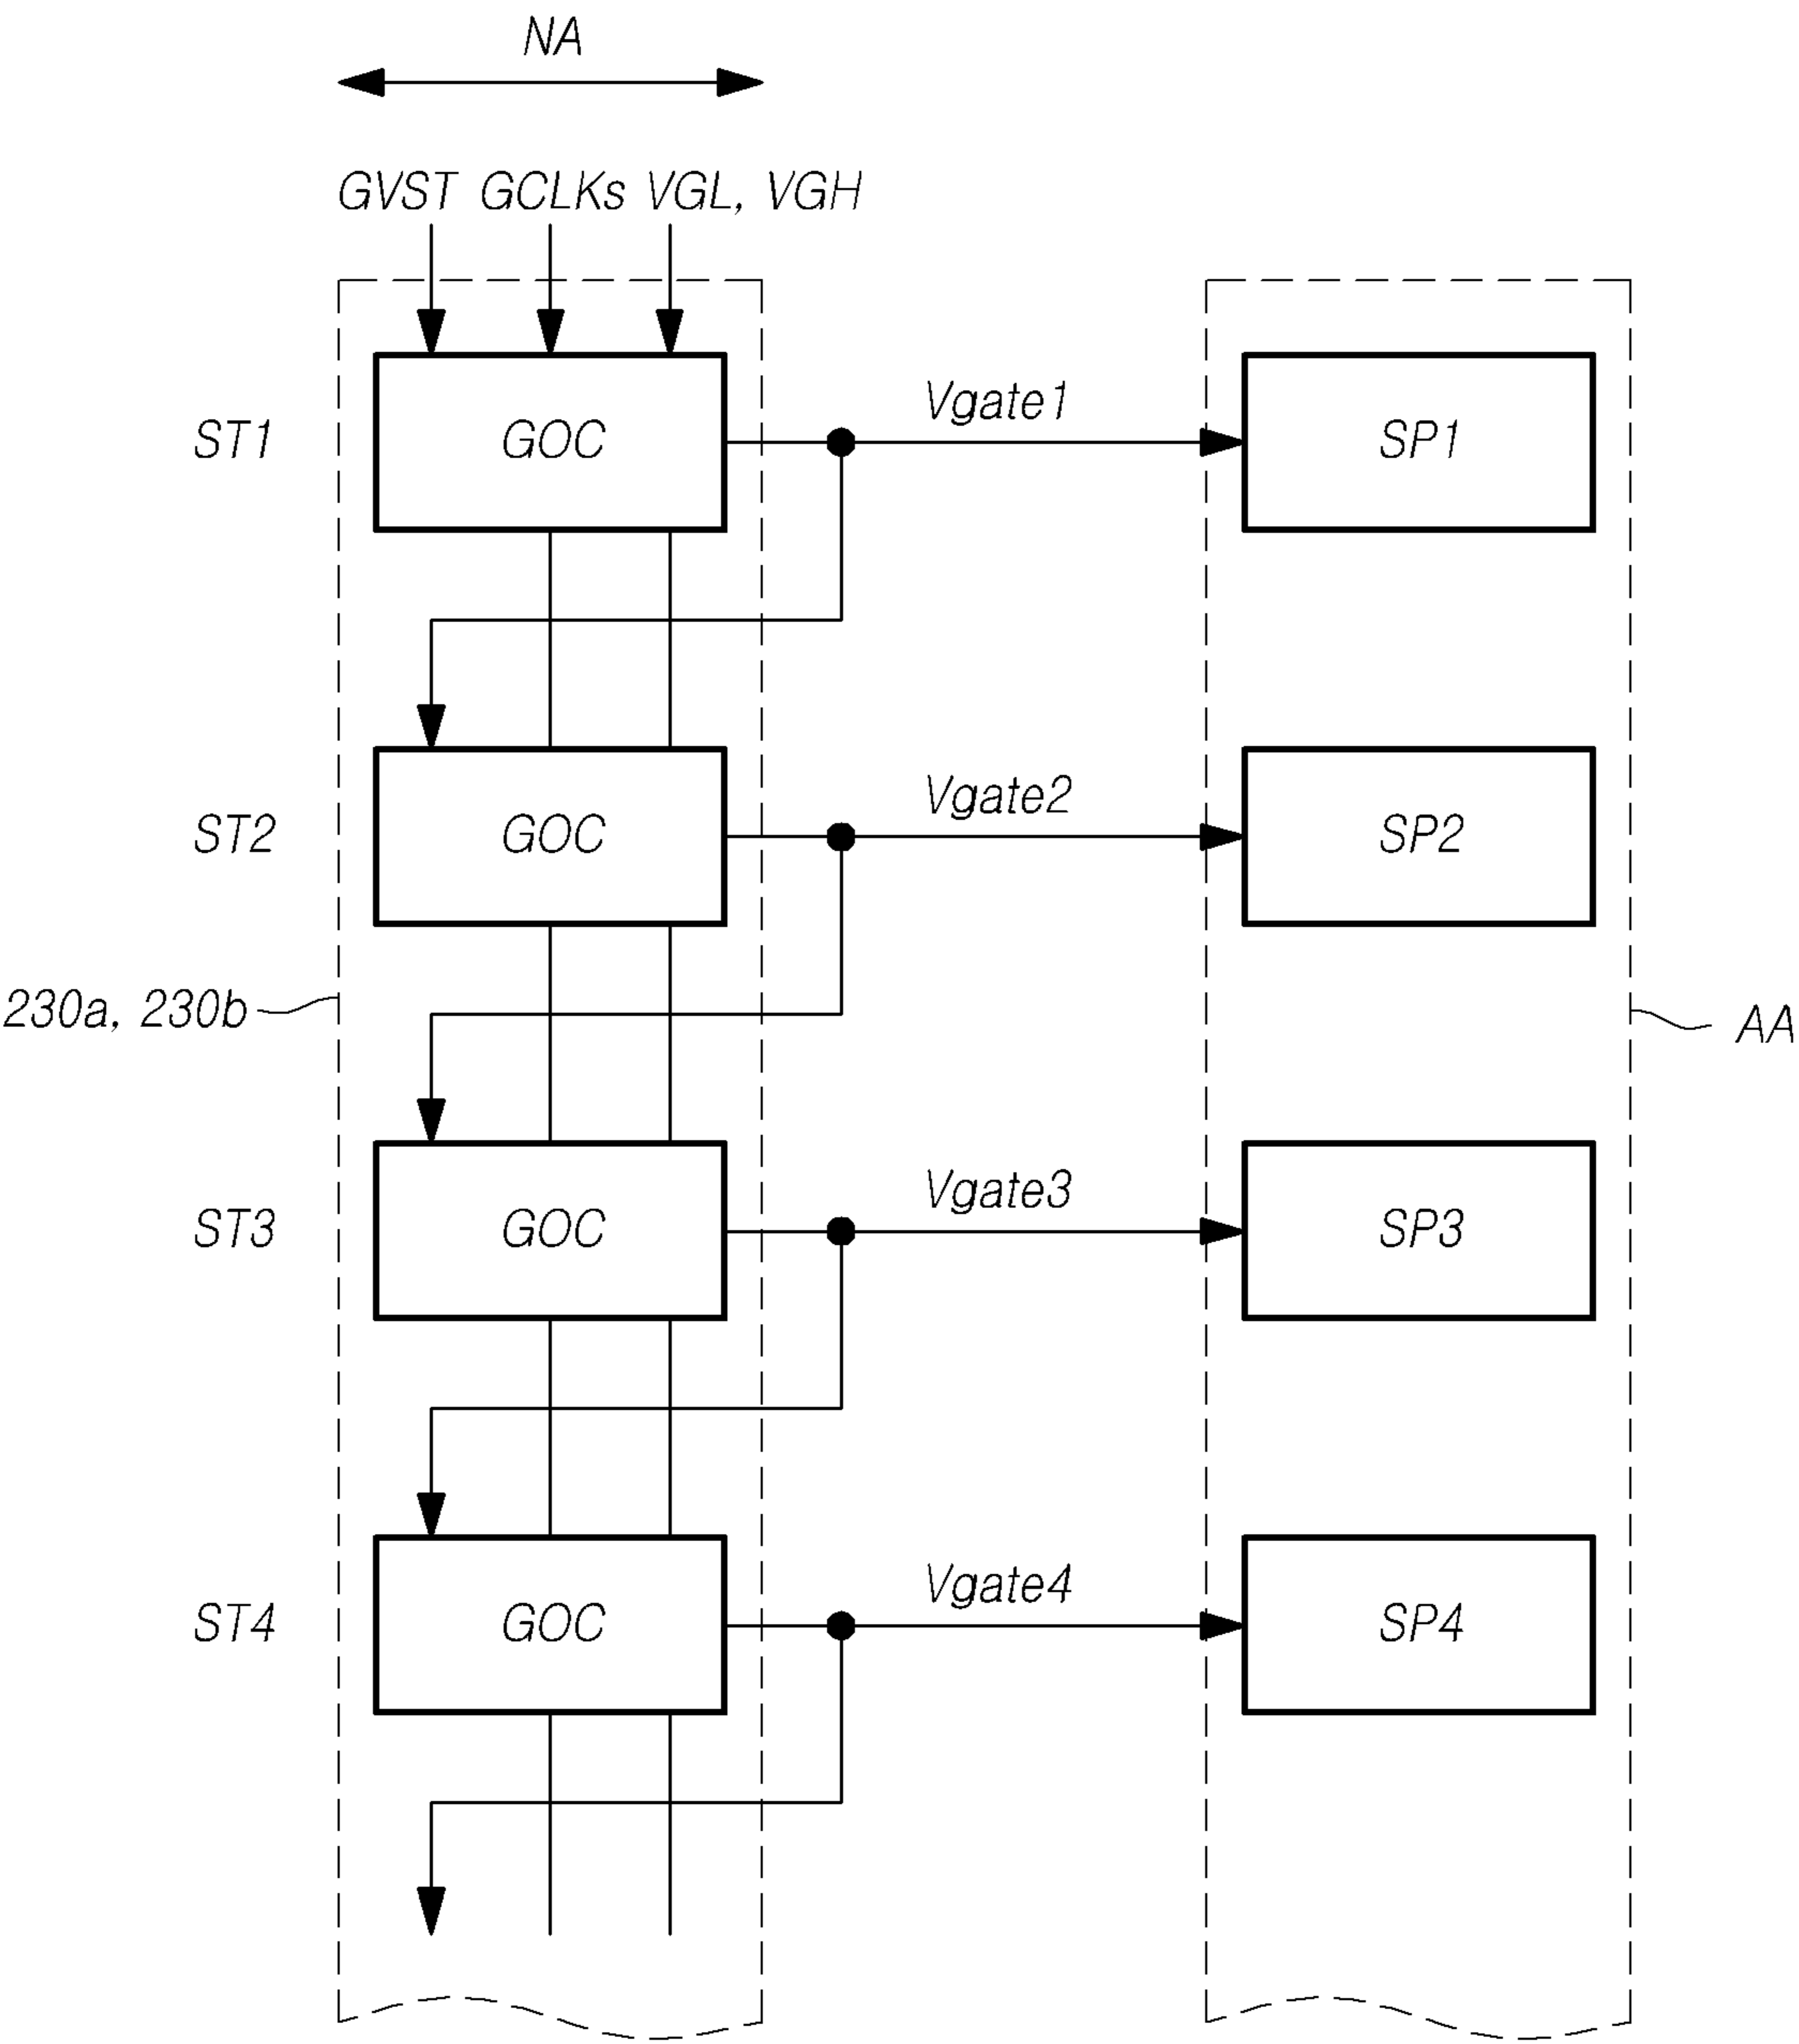 NA
GVST GCLKs VGL, VGH
Vgate1
ST1 GOC SP1
Vgate2
ST2 GOC SP2
230a, 230b
AA
Vgate3
ST3 GOC SP3
Vgate4
ST4 GOC SP4